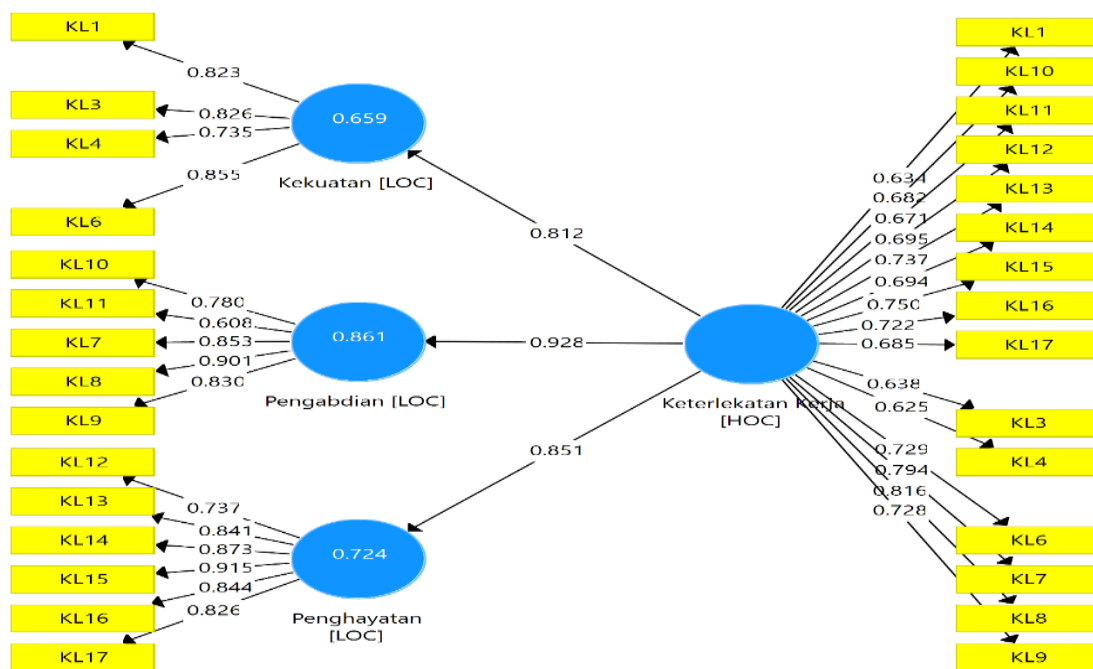 KL1
0.823
KL3
0.826
KL4
0.735
0.855
KL6
0.659
Kekuatan [LOC]
KL10
0.780
KL11
0.608
KL7
0.853
KL8
0.901
KL9
0.830
0.861
Pengabdian [LOC]
KL12
0.737
KL13
0.841
KL14
0.873
KL15
0.915
KL16
0.844
KL17
0.826
0.724
Penghayatan
[LOC]
0.812
0.928
0.851
Keterlekatan Kerja
[HOC]
0.634
0.682
0.671
0.695
0.737
0.694
0.750
0.722
0.685
0.638
0.625
0.729
0.794
0.816
0.728
KL1
KL10
KL11
KL12
KL13
KL14
KL15
KL16
KL17
KL3
KL4
KL6
KL7
KL8
KL9